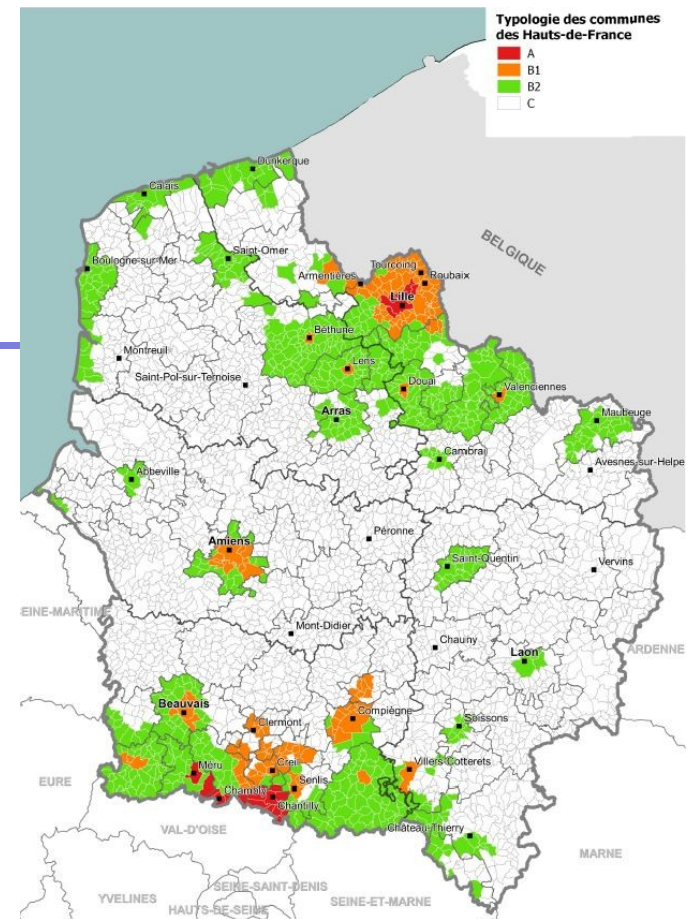 Typologie des communes
des Hauts-de-France
A
B1
B2
C
Dunkerque
Calais
BELGIQUE
Saint-Omer
Boulogne-sur-Mer
Tourcoing
Armentières
Roubaix
Lille
Béthune
Montreuil
Lens
Saint-Pol-sur-Ternoise
Douai
Valenciennes
Arras
Maubeuge
Cambrai
Avesnes-sur-Helpe
Abbeville
Péronne
Amiens
Saint-Quentin
Vervins
EINE-MARITIME
Mont-Didier
Chauny
Laon
ARDENNE
Beauvais
Compiègne
Clermont
Soissons
Creil
Villers-Cotterets
Méru
Senlis
EURE
Chambly
Chantilly
Château-Thierry
VAL-D'OISE
MARNE
SEINE-SAINT-DENIS
YVELINES
SEINE-ET-MARNE
HAUTS-DE-SEINE